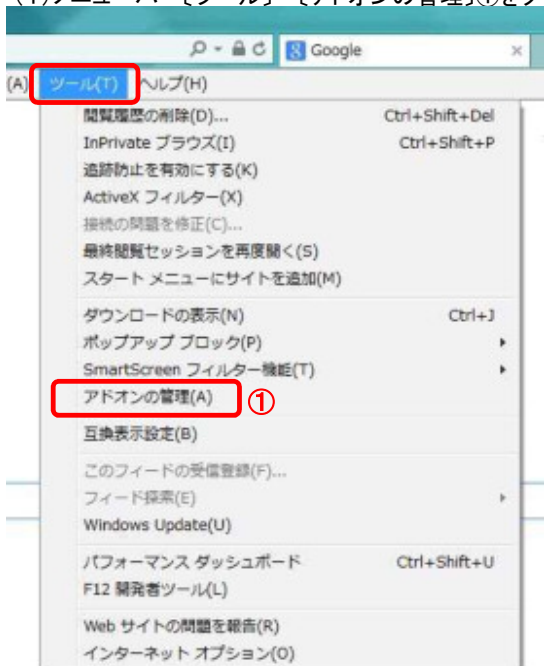 Google ×
(A) ツール(T) ヘルプ(H)
閲覧履歴の削除(D)... Ctrl+Shift+Del
InPrivate ブラウズ(I) Ctrl+Shift+P
追跡防止を有効にする(K)
ActiveX フィルター(X)
接続の問題を修正(C)...
最終閲覧セッションを再度開く(S)
スタート メニューにサイトを追加(M)
ダウンロードの表示(N) Ctrl+J
ポップアップ ブロック(P)
SmartScreen フィルター機能(T)
アドオンの管理(A) ①
互換表示設定(B)
このフィードの受信登録(F)...
フィード探索(E)
Windows Update(U)
パフォーマンス ダッシュボード Ctrl+Shift+U
F12 開発者ツール(L)
Web サイトの問題を報告(R)
インターネット オプション(O)